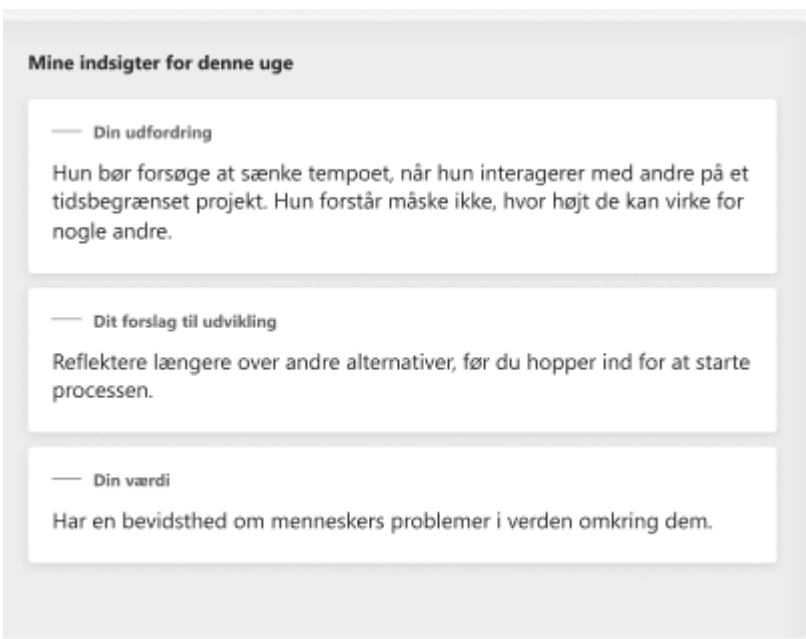 Mine indsigter for denne uge
Din udfordring
Hun bør forsøge at sænke tempoet, når hun interagerer med andre på et
tidsbegrænset projekt. Hun forstår måske ikke, hvor højt de kan virke for
nogle andre.
Dit forslag til udvikling
Reflektere længere over andre alternativer, før du hopper ind for at starte
processen.
Din værdi
Har en bevidsthed om menneskers problemer i verden omkring dem.